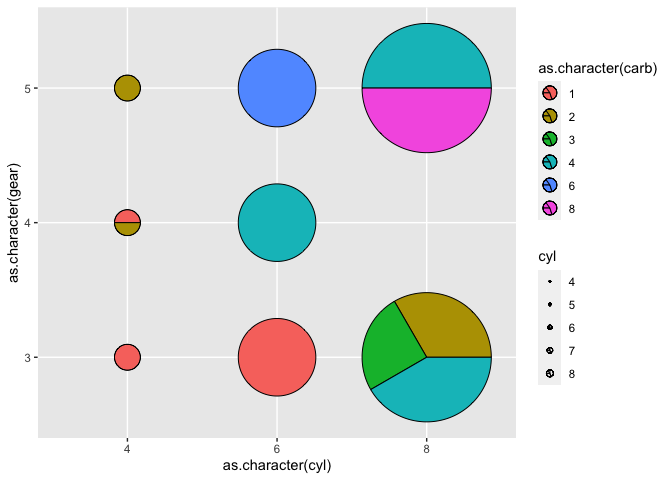 as.character(gear)
5
4
3
4 6 8
as.character(cyl)
as.character(carb)
1
2
3
4
6
8
cyl
4
5
6
7
8